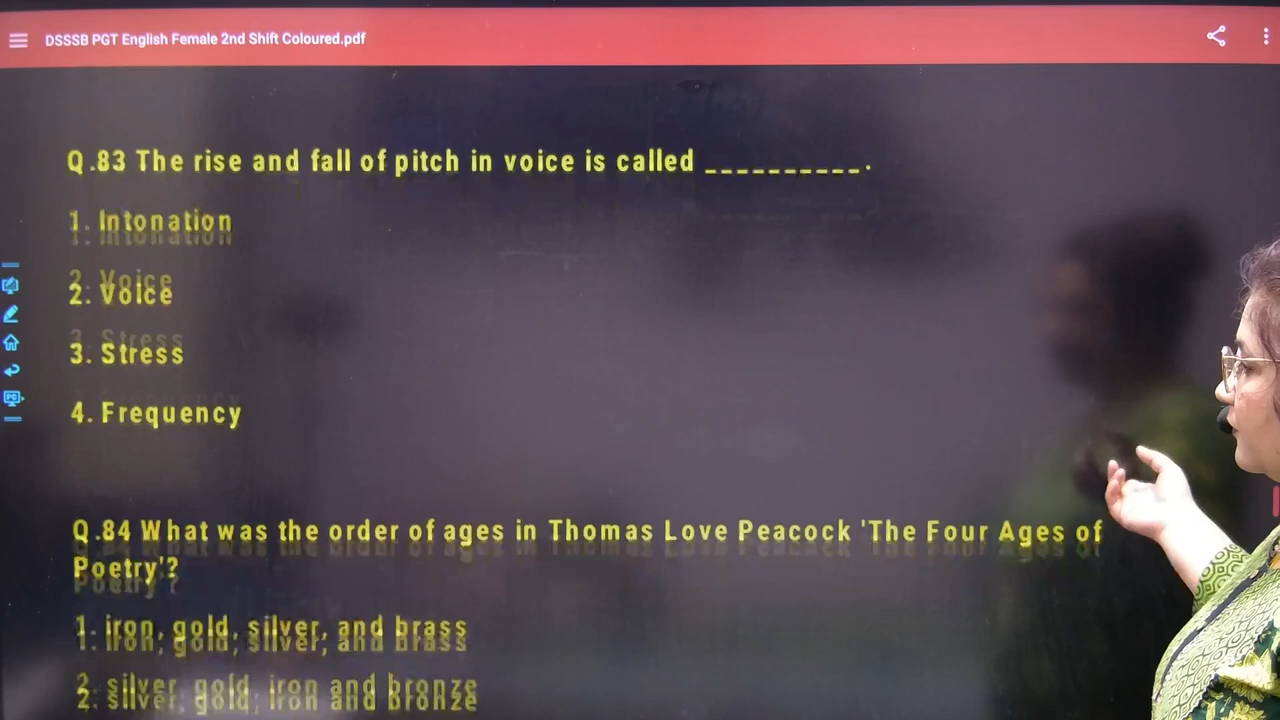 DSSSB PGT English Female 2nd Shift Coloured.pdf
Q.83 The rise and fall of pitch in voice is called __________.
1. Intonation
2. Voice
3. Stress
4. Frequency
Q.84 What was the order of ages in Thomas Love Peacock 'The Four Ages of
Poetry'?
1. iron, gold, silver, and brass
2. silver, gold, iron and bronze